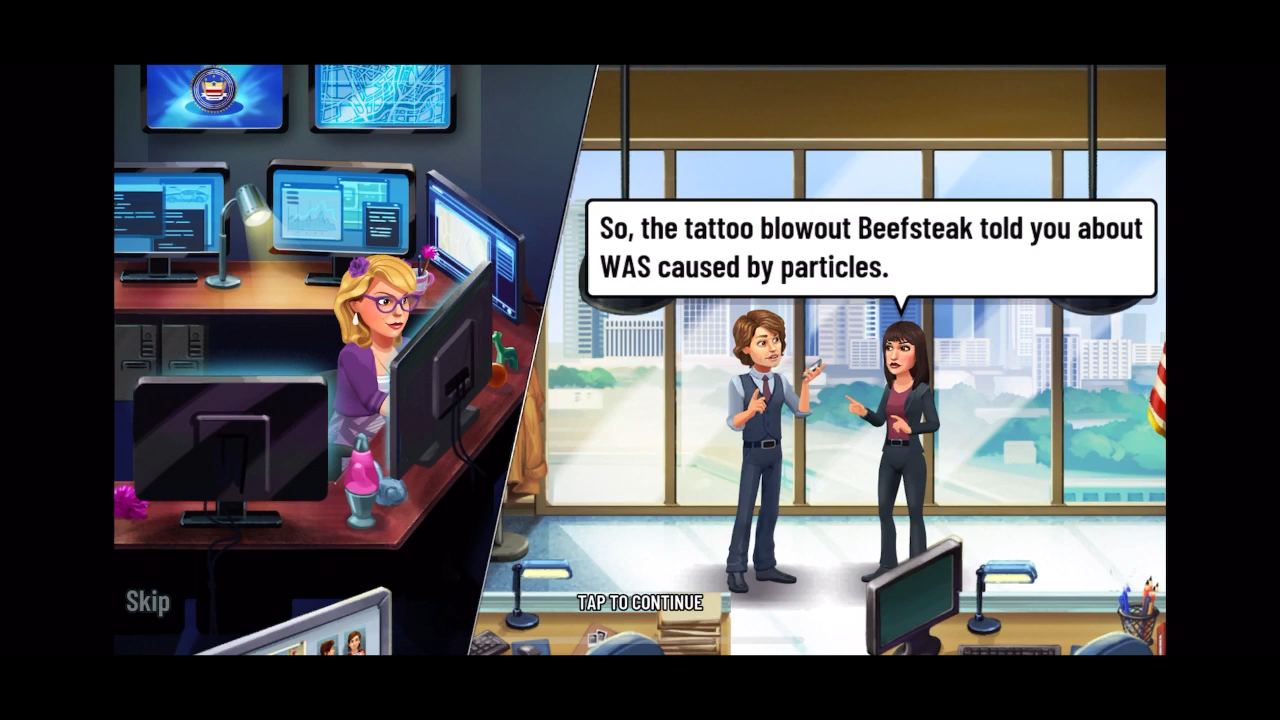 So, the tattoo blowout Beefsteak told you about
WAS caused by particles.
Skip
TAP TO CONTINUE